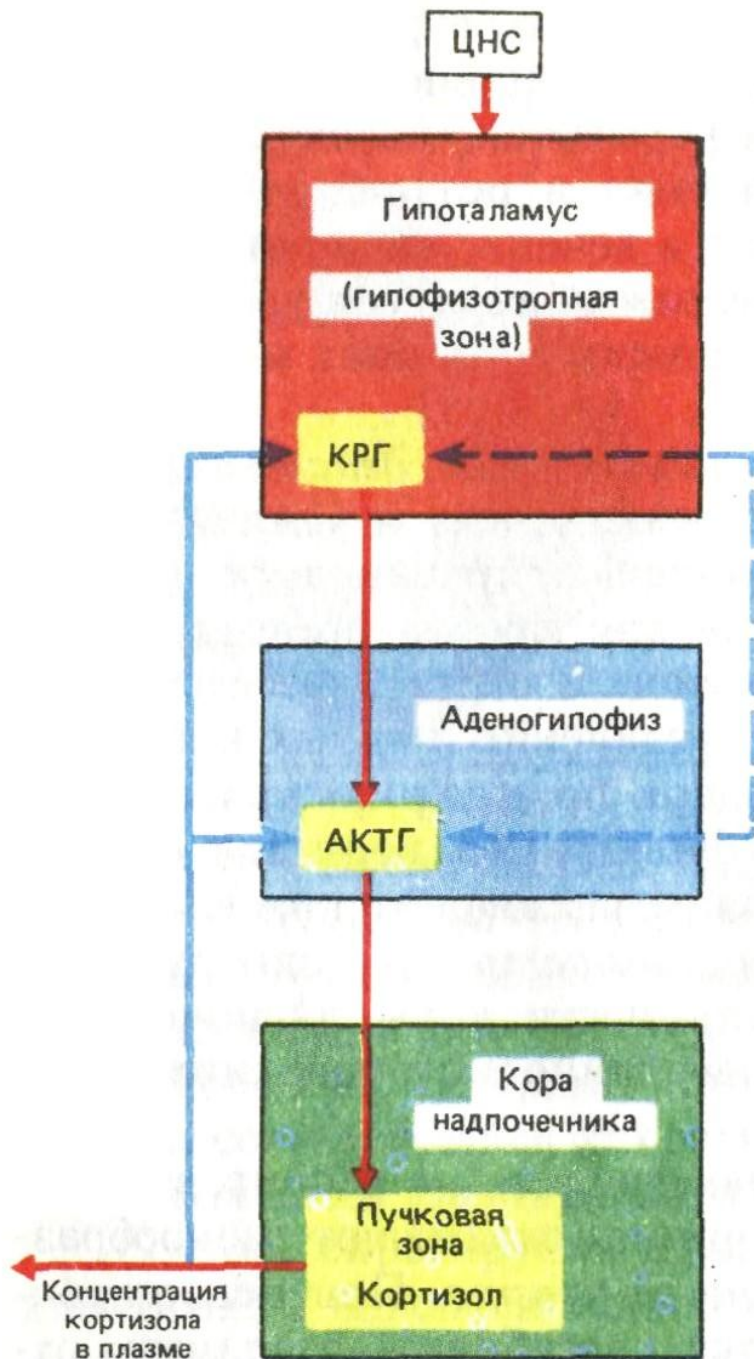 ЦНС
Гипоталамус
(гипофизотропная
зона)
КРГ
Аденогипофиз
АКТГ
Кора
надпочечника
Пучковая
зона
Кортизол
Концентрация
кортизола
в плазме